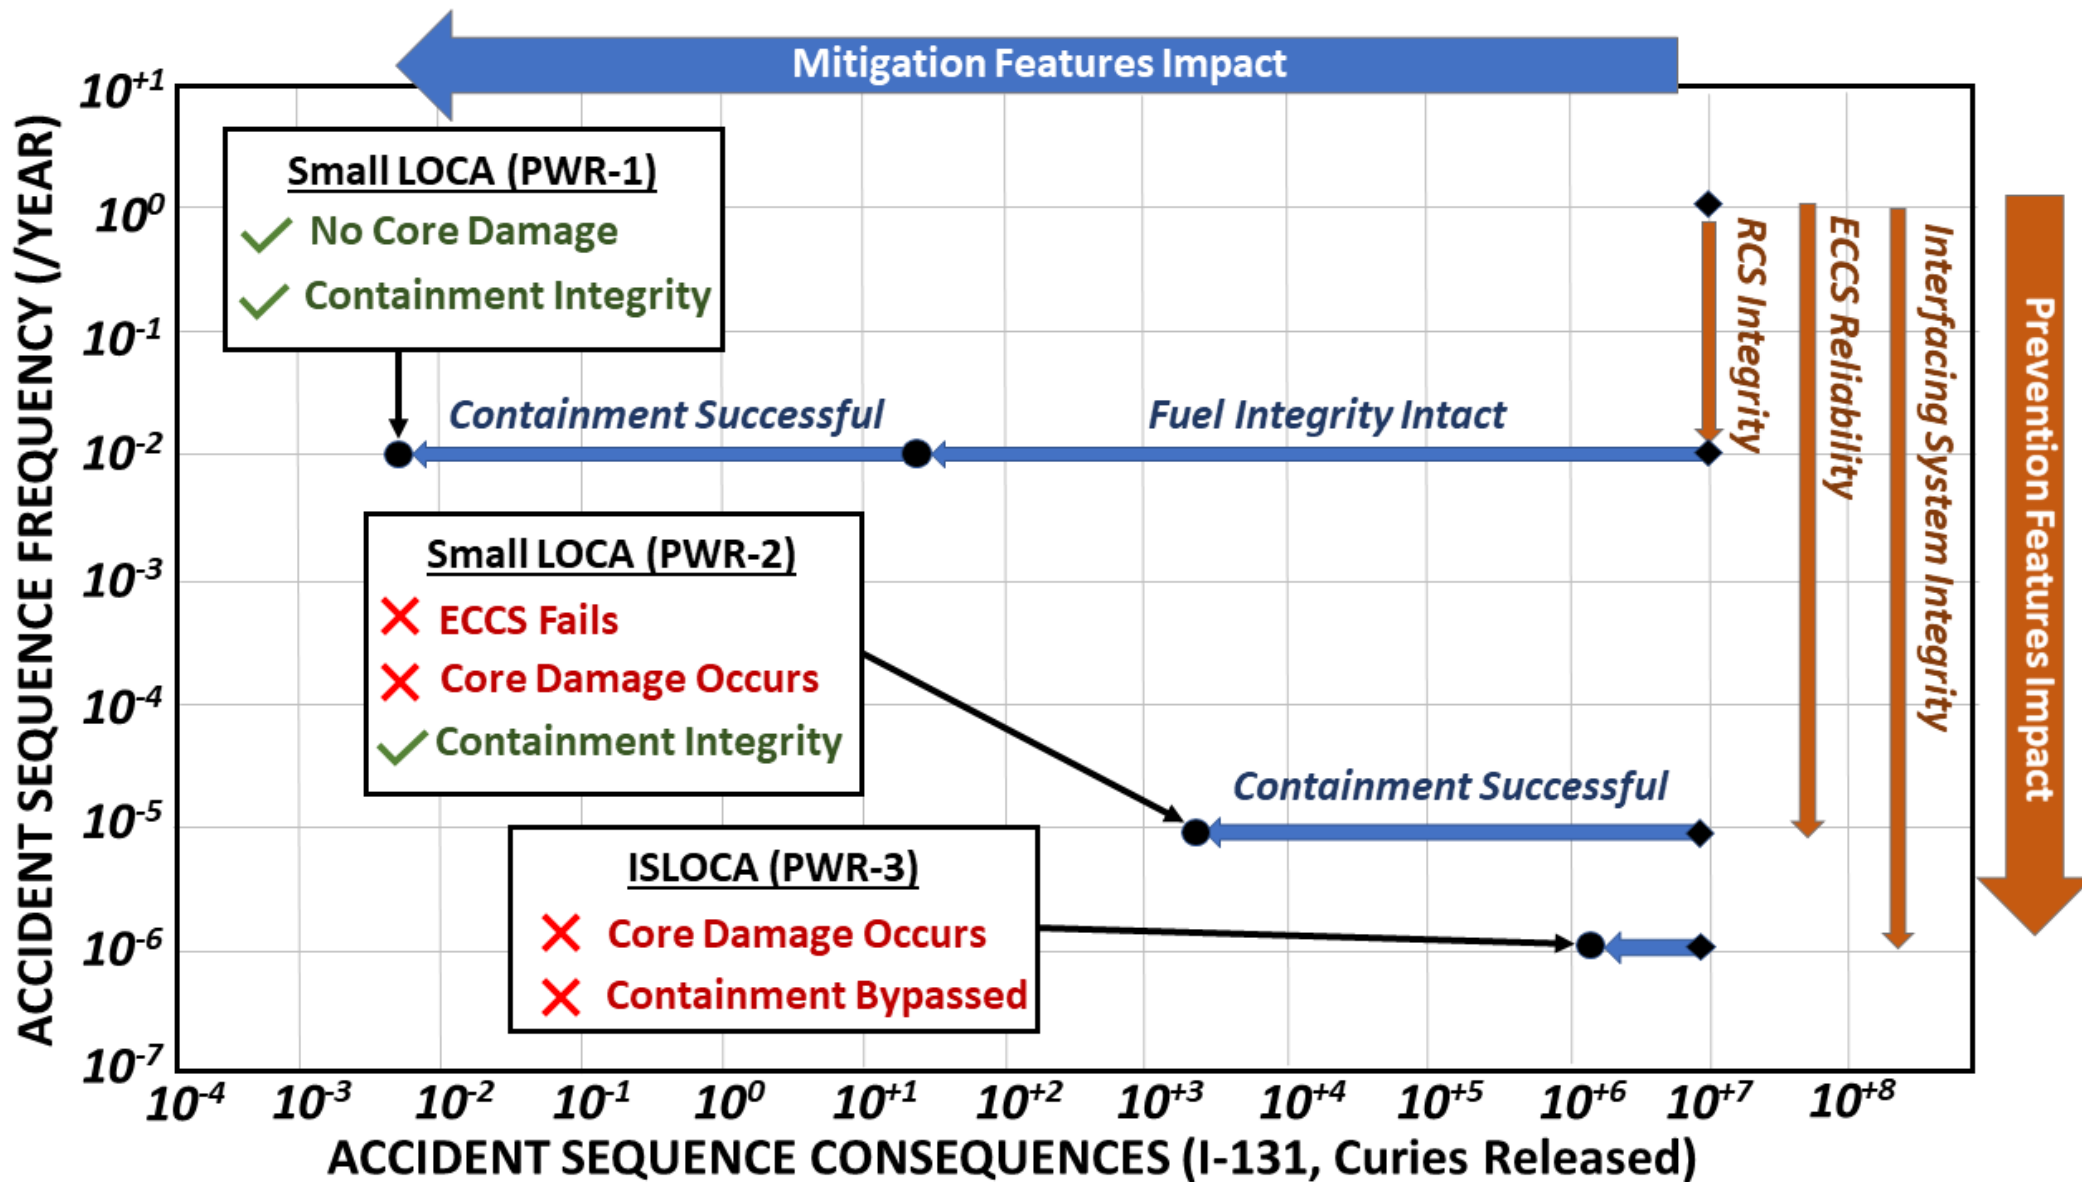 Mitigation Features Impact
10+1
100
10-1
10-2
10-3
10-4
10-5
10-6
10-7
ACCIDENT SEQUENCE FREQUENCY (/YEAR)
Small LOCA (PWR-1)
No Core Damage
Containment Integrity
Containment Successful
Fuel Integrity Intact
RCS Integrity
ECCS Reliability
Interfacing System Integrity
Prevention Features Impact
Small LOCA (PWR-2)
ECCS Fails
Core Damage Occurs
Containment Integrity
Containment Successful
ISLOCA (PWR-3)
Core Damage Occurs
Containment Bypassed
10-4 10-3 10-2 10-1 100 10+1 10+2 10+3 10+4 10+5 10+6 10+7 10+8
ACCIDENT SEQUENCE CONSEQUENCES (I-131, Curies Released)